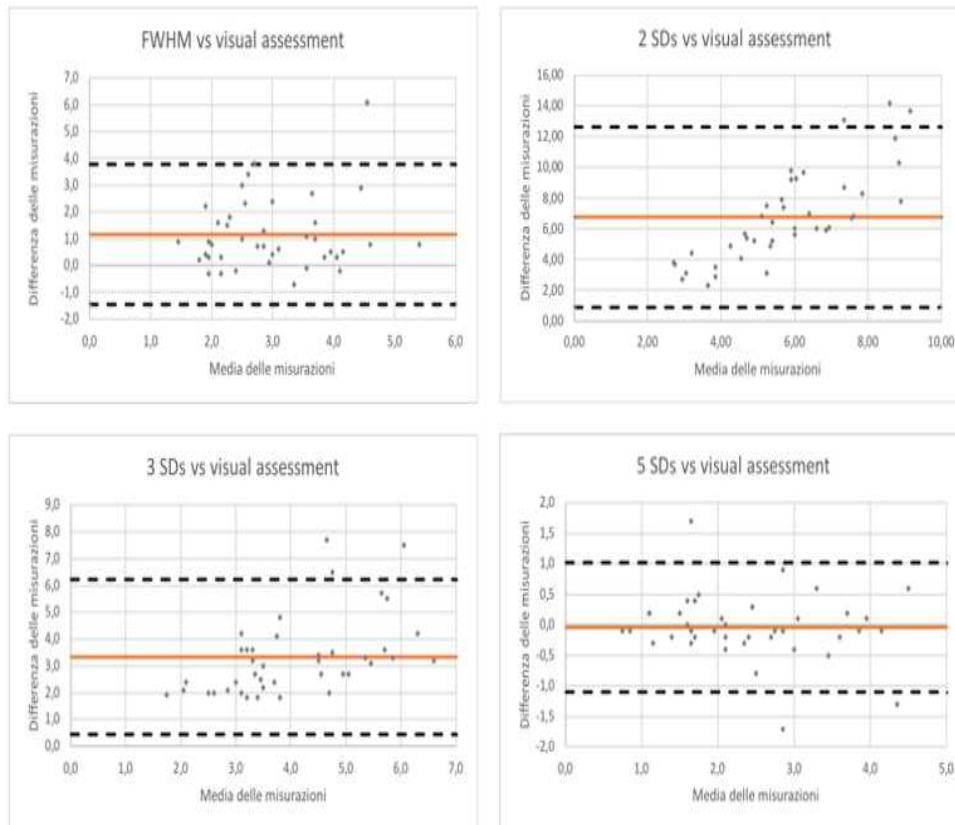 FWHM vs visual assessment
Differenza delle misurazioni
7,0
6,0
5,0
4,0
3,0
2,0
1,0
0,0
-1,0
-2,0
0,0 1,0 2,0 3,0 4,0 5,0 6,0
Media delle misurazioni
2 SDs vs visual assessment
Differenza delle misurazioni
16,00
14,00
12,00
10,00
8,00
6,00
4,00
2,00
0,00
0,00 2,00 4,00 6,00 8,00 10,00
Media delle misurazioni
3 SDs vs visual assessment
Differenza delle misurazioni
9,0
8,0
7,0
6,0
5,0
4,0
3,0
2,0
1,0
0,0
0,0 1,0 2,0 3,0 4,0 5,0 6,0 7,0
Media delle misurazioni
5 SDs vs visual assessment
Differenza delle misurazioni
2,0
1,5
1,0
0,5
0,0
-0,5
-1,0
-1,5
-2,0
0,0 1,0 2,0 3,0 4,0 5,0
Media delle misurazioni